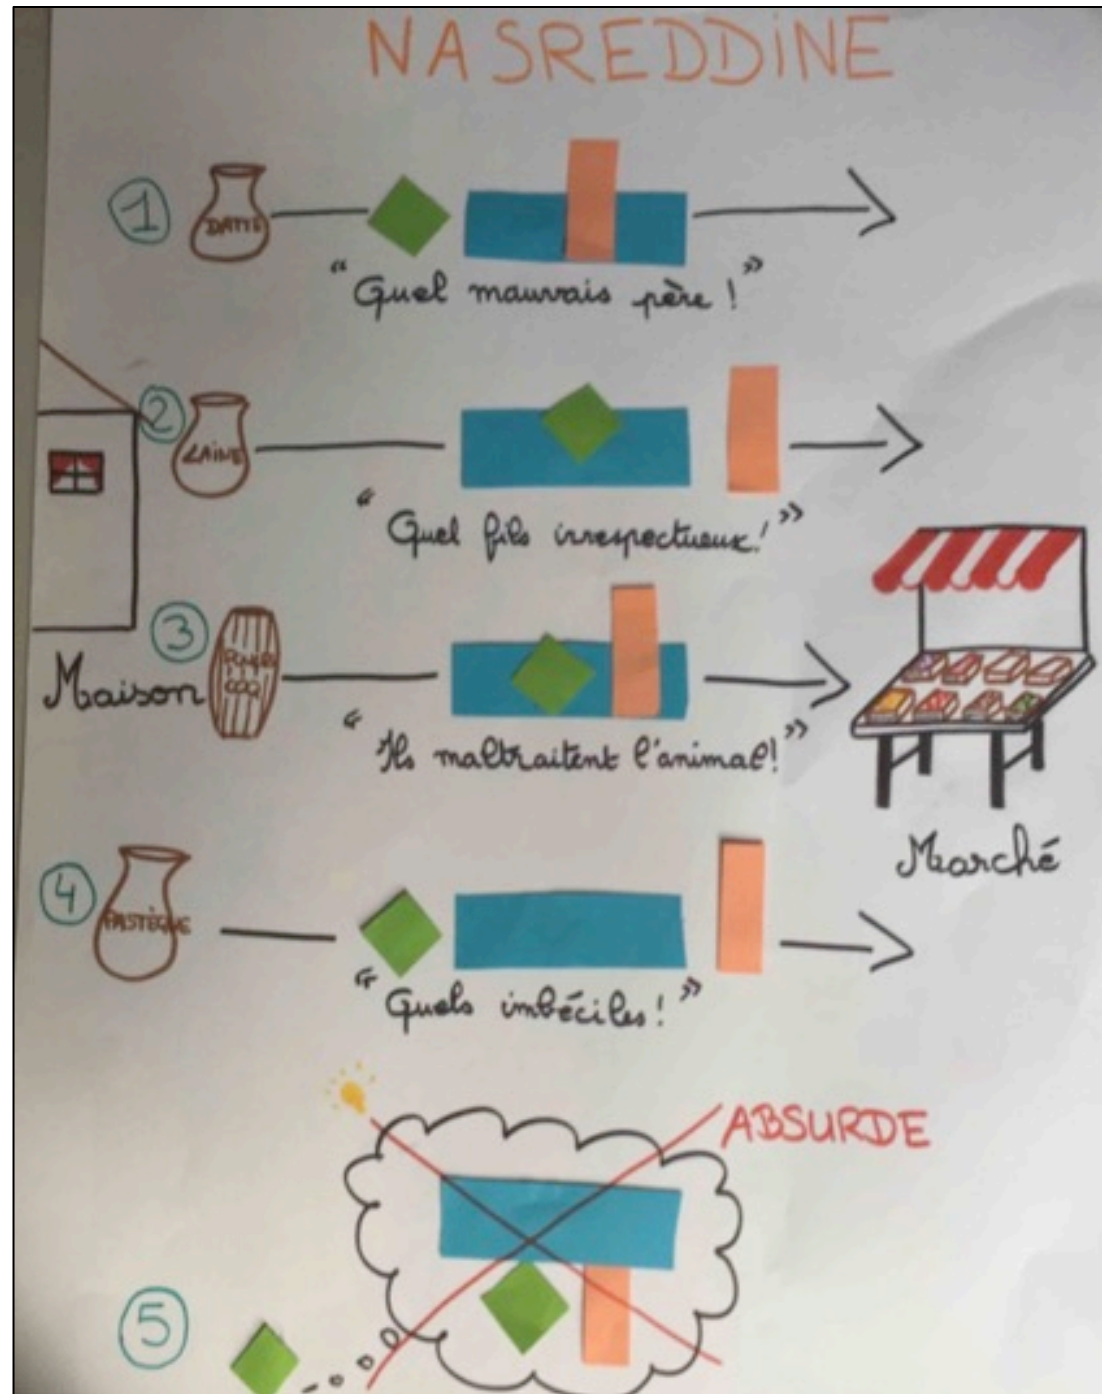 NASREDDINE
1
DATTE
“Quel mauvais père !”
2
LAINE
“Quel fils irrespectueux !”
3
Maison
COQ
“Ils maltraitent l'animal !”
Marché
4
PASTÈQUE
“Quels imbéciles !”
ABSURDE
5